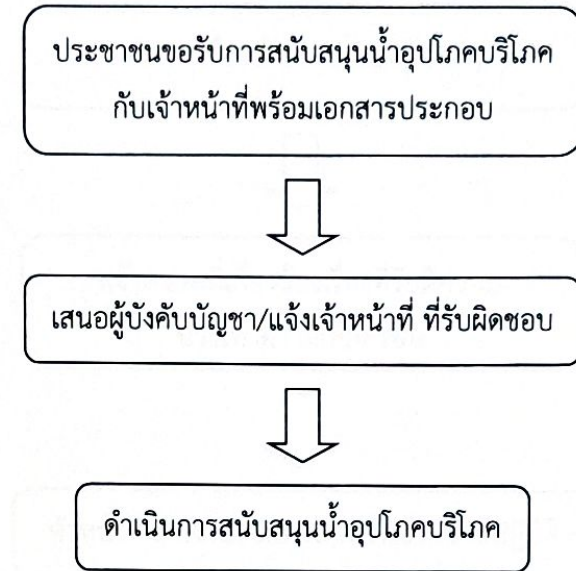 ประชาชนขอรับการสนับสนุนน้ำอุปโภคบริโภค
กับเจ้าหน้าที่พร้อมเอกสารประกอบ
เสนอผู้บังคับบัญชา/แจ้งเจ้าหน้าที่ ที่รับผิดชอบ
ดำเนินการสนับสนุนน้ำอุปโภคบริโภค